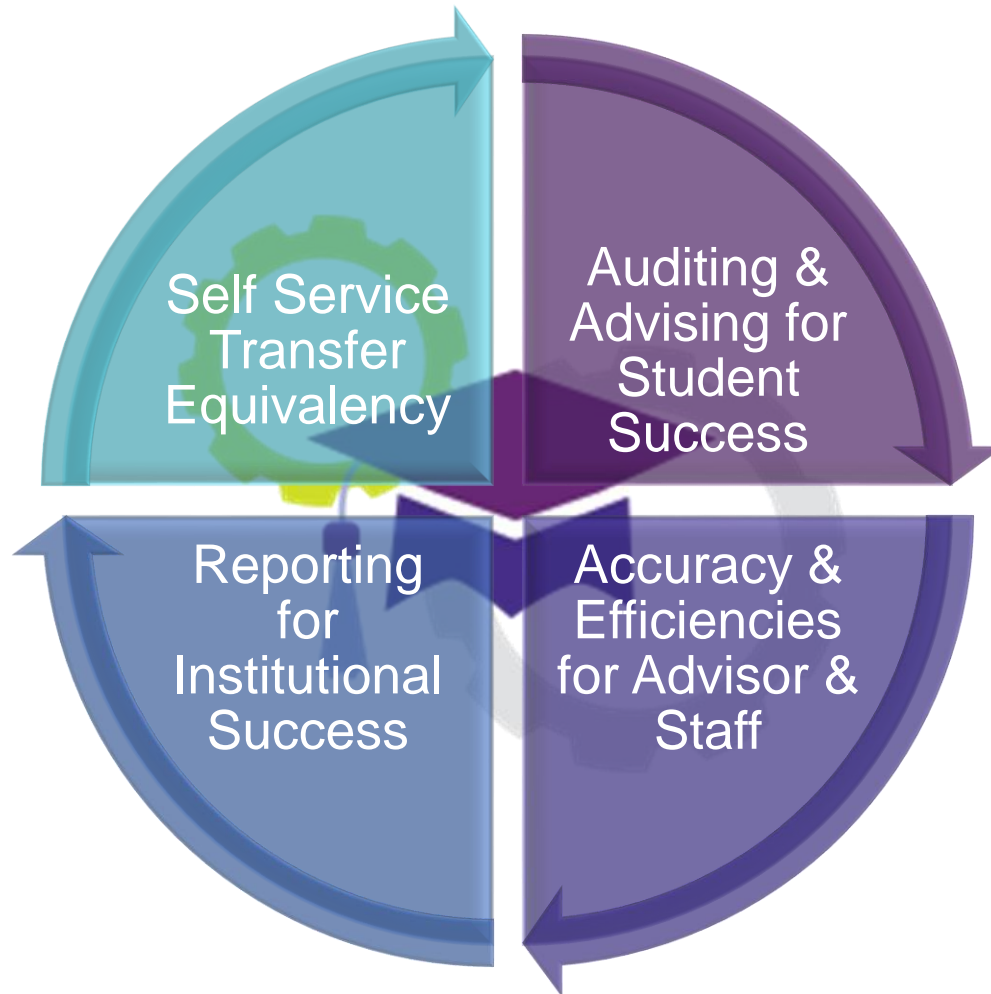 Self Service
Transfer
Equivalency
Auditing &
Advising for
Student
Success
Reporting
for
Institutional
Success
Accuracy &
Efficiencies
for Advisor &
Staff